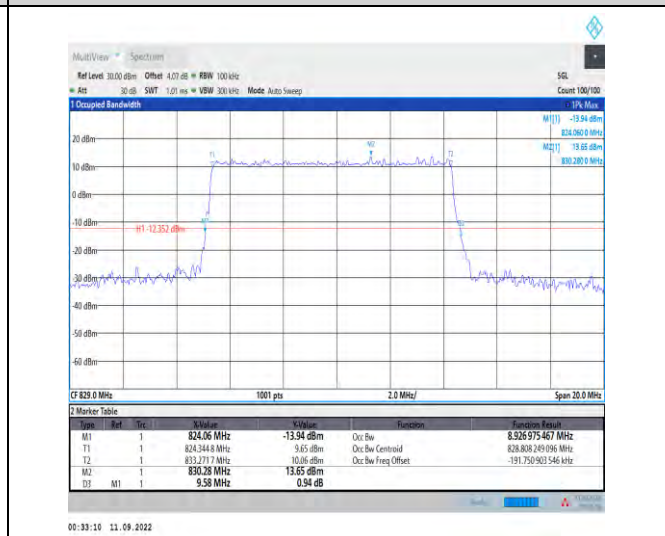 MultiView Spectrum
Ref Level 30.00 dBm Offset 4.07 dB RBW 100 kHz SGL
Att 30 dB SWT 1.01 ms VBW 300 kHz Mode Auto Sweep Count 100/100
1 Occupied Bandwidth 1Pk Max
M1[1] -13.94 dBm
824.060 0 MHz
M2[1] 13.65 dBm
830.280 0 MHz
20 dBm
M2
T1
T2
10 dBm
0 dBm
-10 dBm
H1 -12.352 dBm
-20 dBm
-30 dBm
-40 dBm
-50 dBm
-60 dBm
CF 829.0 MHz 1001 pts 2.0 MHz/ Span 20.0 MHz
2 Marker Table
Type Ref Trc X-Value Y-Value Function Function Result
M1 1 824.06 MHz -13.94 dBm Occ Bw 8.926 975 467 MHz
T1 1 824.344 8 MHz 9.65 dBm Occ Bw Centroid 828.808 249 096 MHz
T2 1 833.271 7 MHz 10.06 dBm Occ Bw Freq Offset -191.750 903 546 kHz
M2 1 830.28 MHz 13.65 dBm
D3 M1 1 9.58 MHz 0.94 dB
00:33:10 11.09.2022